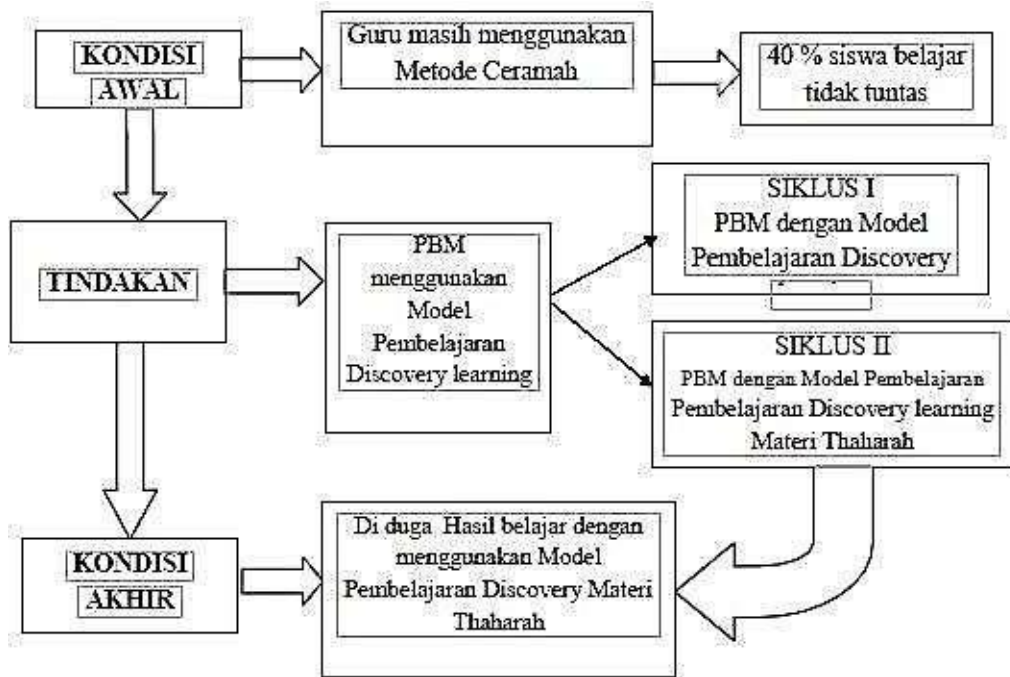 KONDISI
AWAL
Guru masih menggunakan
Metode Ceramah
40 % siswa belajar
tidak tuntas
TINDAKAN
PBM
menggunakan
Model
Pembelajaran
Discovery learning
SIKLUS I
PBM dengan Model
Pembelajaran Discovery
SIKLUS II
PBM dengan Model Pembelajaran
Pembelajaran Discovery learning
Materi Thaharah
KONDISI
AKHIR
Di duga Hasil belajar dengan
menggunakan Model
Pembelajaran Discovery Materi
Thaharah